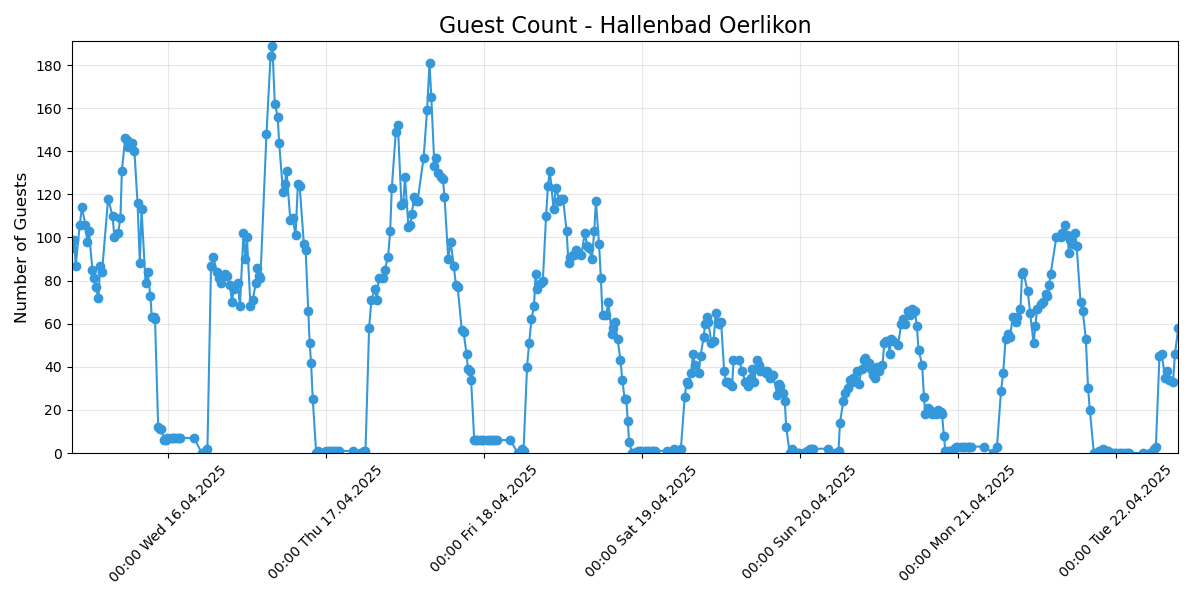 Guest Count - Hallenbad Oerlikon
Number of Guests
180
160
140
120
100
80
60
40
20
0
00:00 Wed 16.04.2025
00:00 Thu 17.04.2025
00:00 Fri 18.04.2025
00:00 Sat 19.04.2025
00:00 Sun 20.04.2025
00:00 Mon 21.04.2025
00:00 Tue 22.04.2025